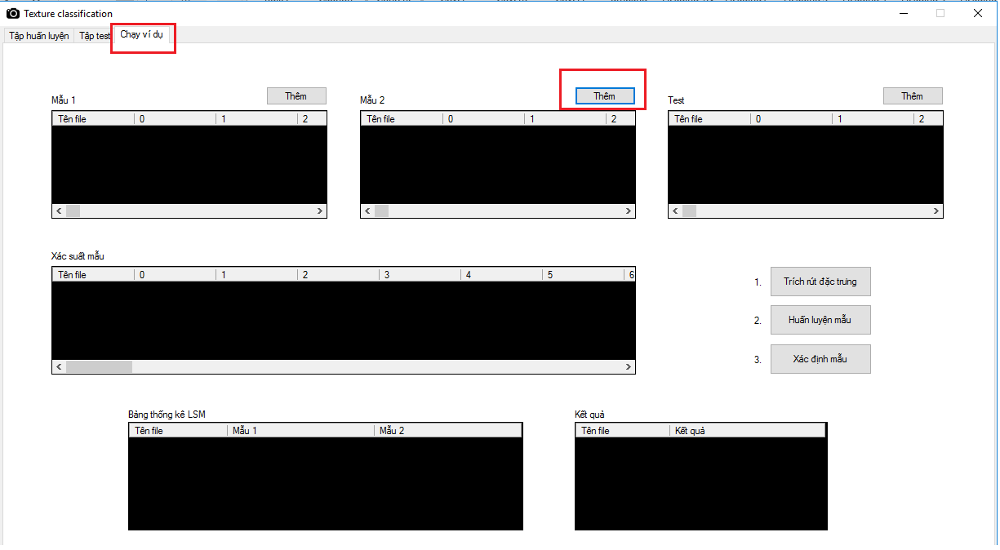 Texture classification
Tập huấn luyện Tập test Chạy ví dụ
Mẫu 1 Thêm Mẫu 2 Thêm Test Thêm
Tên file 0 1 2 Tên file 0 1 2 Tên file 0 1 2
Xác suất mẫu
Tên file 0 1 2 3 4 5 6
1. Trích rút đặc trưng
2. Huấn luyện mẫu
3. Xác định mẫu
Bảng thống kê LSM Kết quả
Tên file Mẫu 1 Mẫu 2 Tên file Kết quả